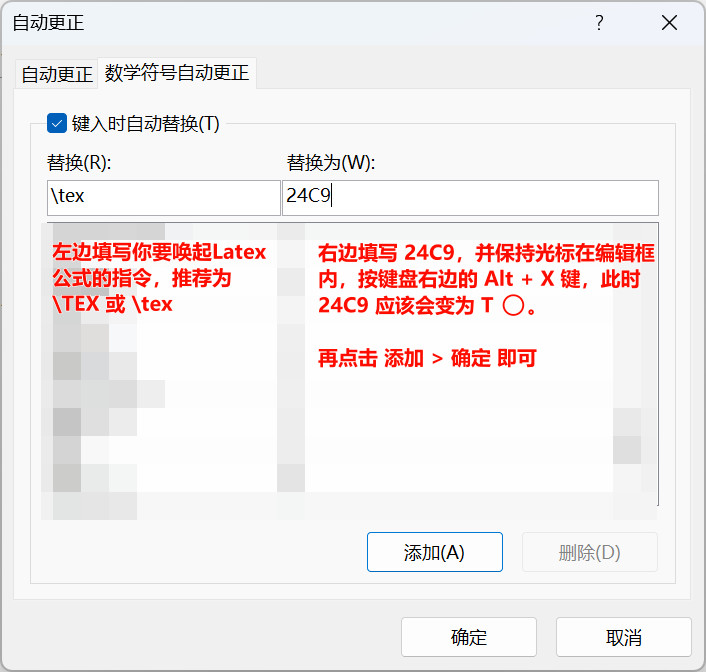 自动更正
?
自动更正 数学符号自动更正
键入时自动替换(T)
替换(R): 替换为(W):
\tex 24C9
左边填写你要唤起Latex
公式的指令，推荐为
\TEX 或 \tex
右边填写 24C9，并保持光标在编辑框
内，按键盘右边的 Alt + X 键，此时
24C9 应该会变为 T ◯。
再点击 添加 > 确定 即可
添加(A) 删除(D)
确定 取消